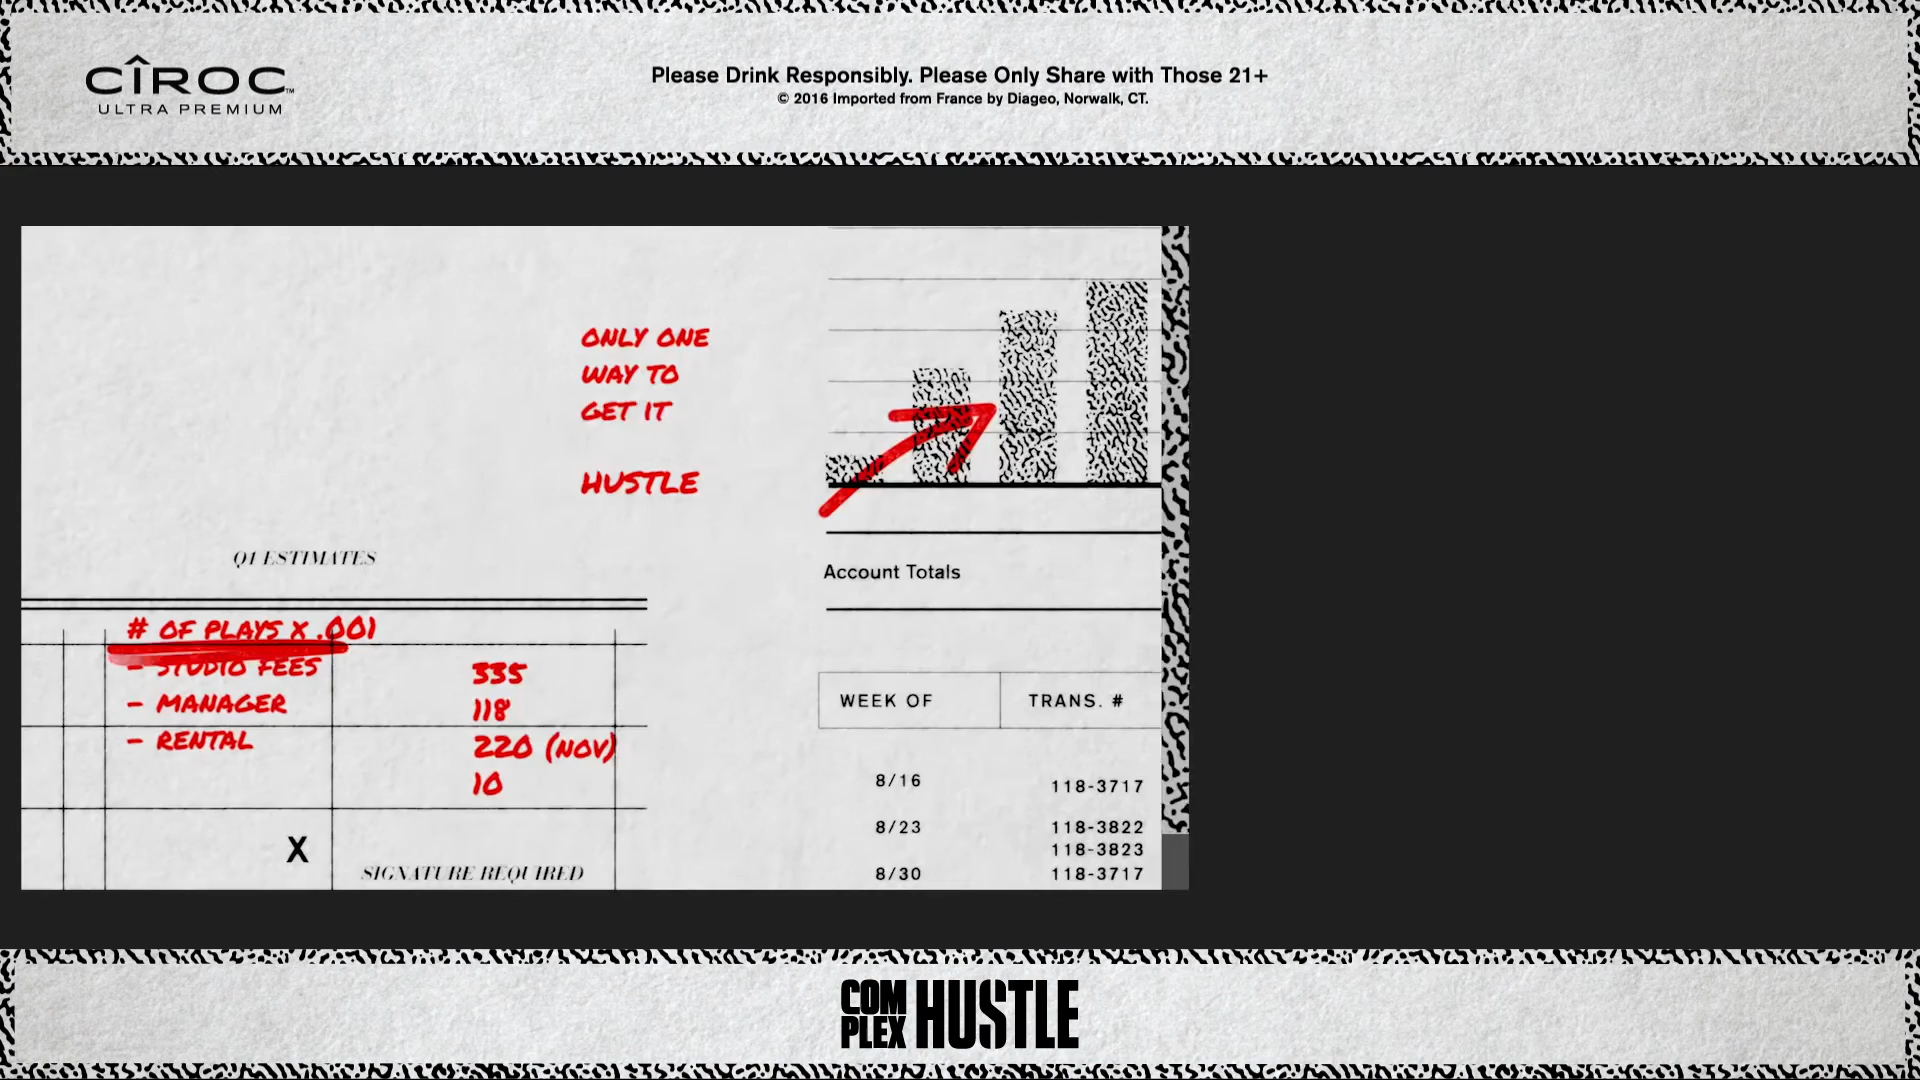 CÎROC™
ULTRA PREMIUM
Please Drink Responsibly. Please Only Share with Those 21+
© 2016 Imported from France by Diageo, Norwalk, CT.
ONLY ONE
WAY TO
GET IT
HUSTLE
Q1 ESTIMATES
# OF PLAYS X .001
- STUDIO FEES 335
- MANAGER 118
- RENTAL 220 (NOV)
10
X
SIGNATURE REQUIRED
Account Totals
WEEK OF TRANS. #
8/16 118-3717
8/23 118-3822
118-3823
8/30 118-3717
COMPLEX HUSTLE